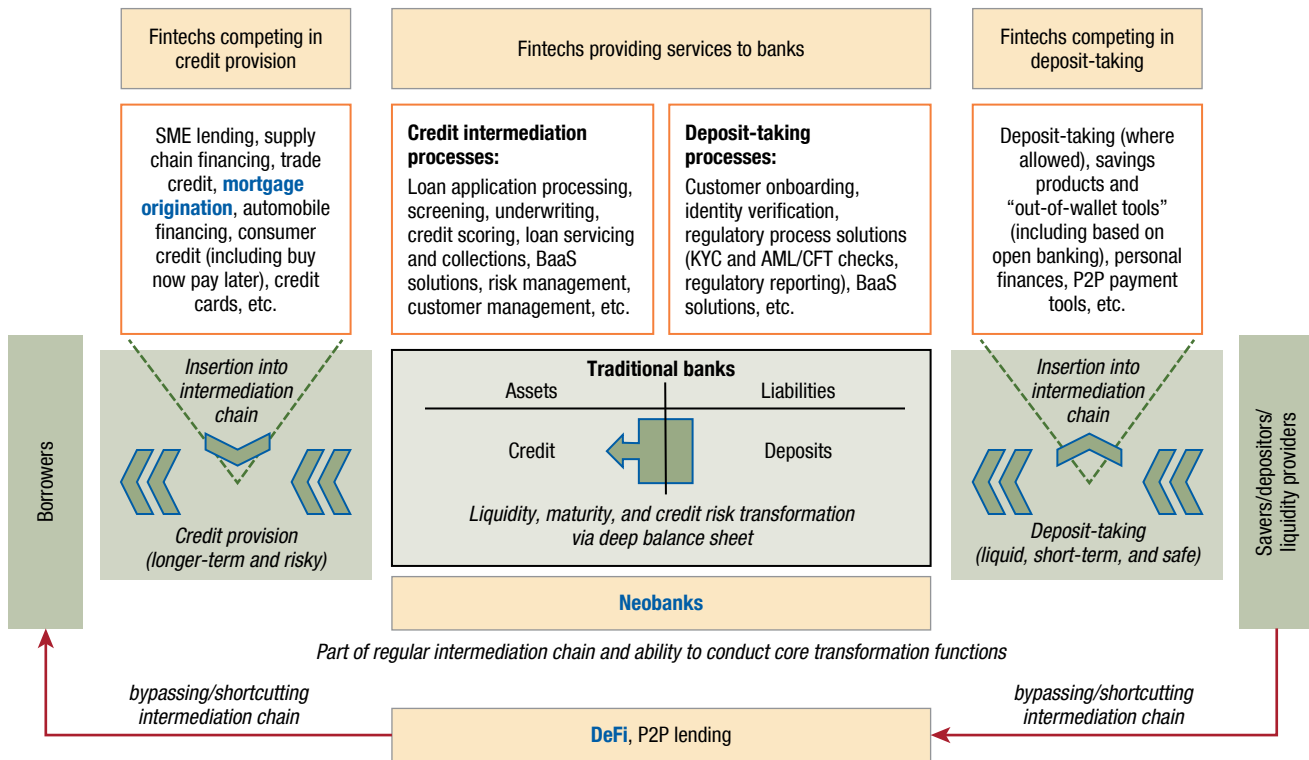 Fintechs competing in
credit provision
Fintechs providing services to banks
Fintechs competing in
deposit-taking
SME lending, supply
chain financing, trade
credit, mortgage
origination, automobile
financing, consumer
credit (including buy
now pay later), credit
cards, etc.
Credit intermediation
processes:
Loan application processing,
screening, underwriting,
credit scoring, loan servicing
and collections, BaaS
solutions, risk management,
customer management, etc.
Deposit-taking
processes:
Customer onboarding,
identity verification,
regulatory process solutions
(KYC and AML/CFT checks,
regulatory reporting), BaaS
solutions, etc.
Deposit-taking (where
allowed), savings
products and
“out-of-wallet tools”
(including based on
open banking), personal
finances, P2P payment
tools, etc.
Borrowers
Insertion into
intermediation
chain
Credit provision
(longer-term and risky)
Traditional banks
Assets
Liabilities
Credit
Deposits
Liquidity, maturity, and credit risk transformation
via deep balance sheet
Insertion into
intermediation
chain
Deposit-taking
(liquid, short-term, and safe)
Savers/depositors/
liquidity providers
Neobanks
Part of regular intermediation chain and ability to conduct core transformation functions
bypassing/shortcutting
intermediation chain
DeFi, P2P lending
bypassing/shortcutting
intermediation chain